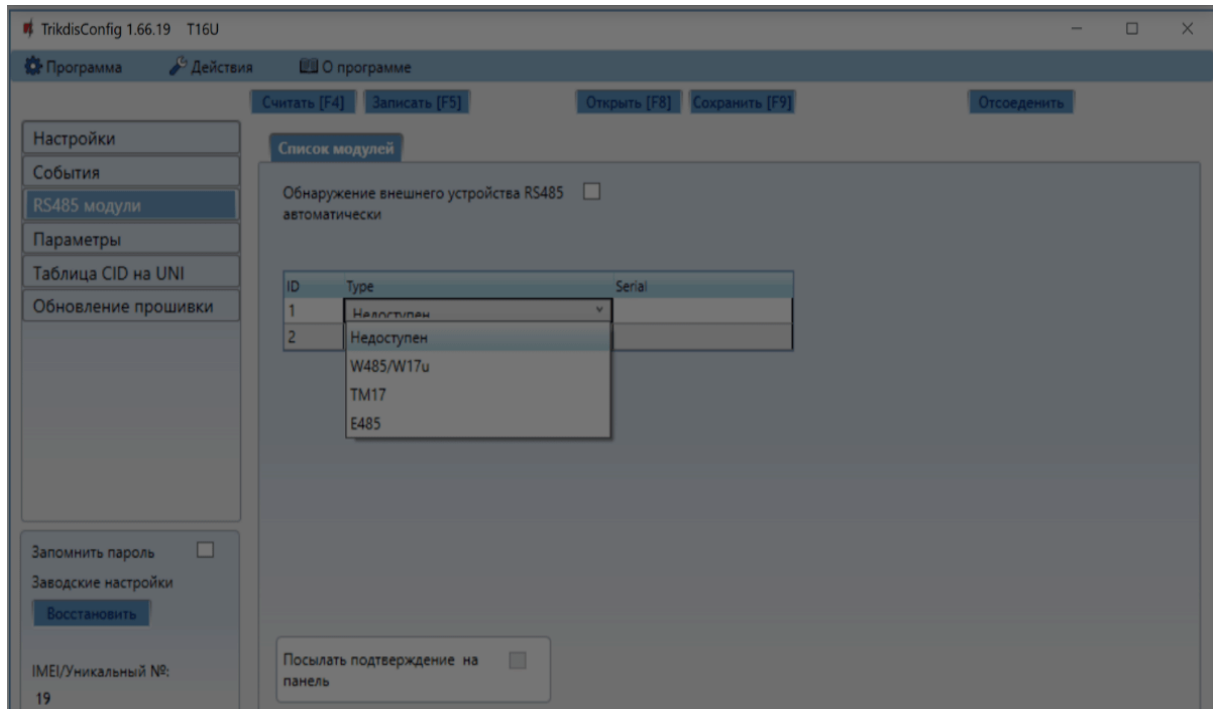 TrikdisConfig 1.66.19 T16U
Программа Действия О программе
Считать [F4] Записать [F5] Открыть [F8] Сохранить [F9] Отсоеденить
Настройки
События
RS485 модули
Параметры
Таблица CID на UNI
Обновление прошивки
Список модулей
Обнаружение внешнего устройства RS485
автоматически
ID Type Serial
1 Недоступен
2
Недоступен
W485/W17u
TM17
E485
Запомнить пароль
Заводские настройки
Восстановить
IMEI/Уникальный №:
19
Посылать подтверждение на
панель